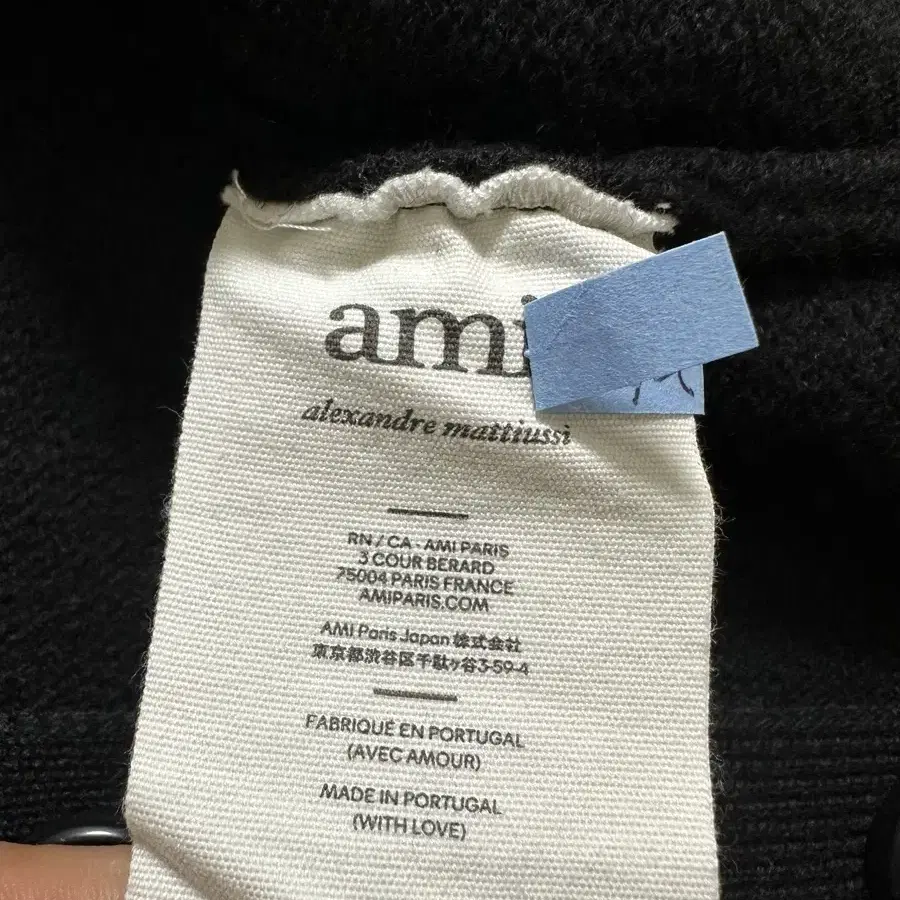 ami
alexandre mattiussi
RN / CA - AMI PARIS
3 COUR BERARD
75004 PARIS FRANCE
AMIPARIS.COM
AMI Paris Japan 株式会社
東京都渋谷区千駄ヶ谷3-59-4
FABRIQUÉ EN PORTUGAL
(AVEC AMOUR)
MADE IN PORTUGAL
(WITH LOVE)